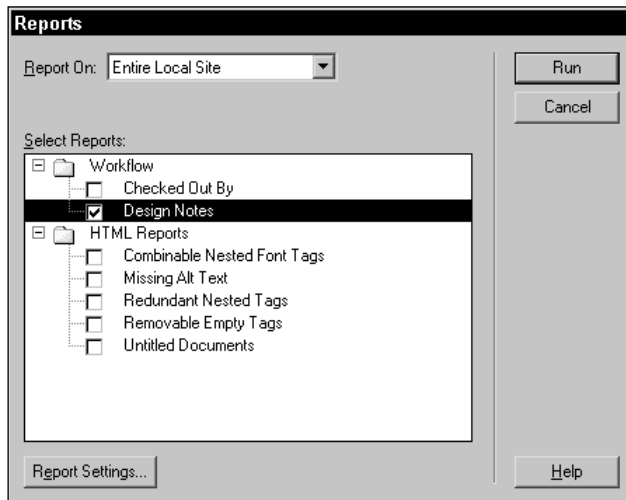 Reports
Report On: Entire Local Site
Run
Cancel
Select Reports:
Workflow
Checked Out By
Design Notes
HTML Reports
Combinable Nested Font Tags
Missing Alt Text
Redundant Nested Tags
Removable Empty Tags
Untitled Documents
Report Settings...
Help